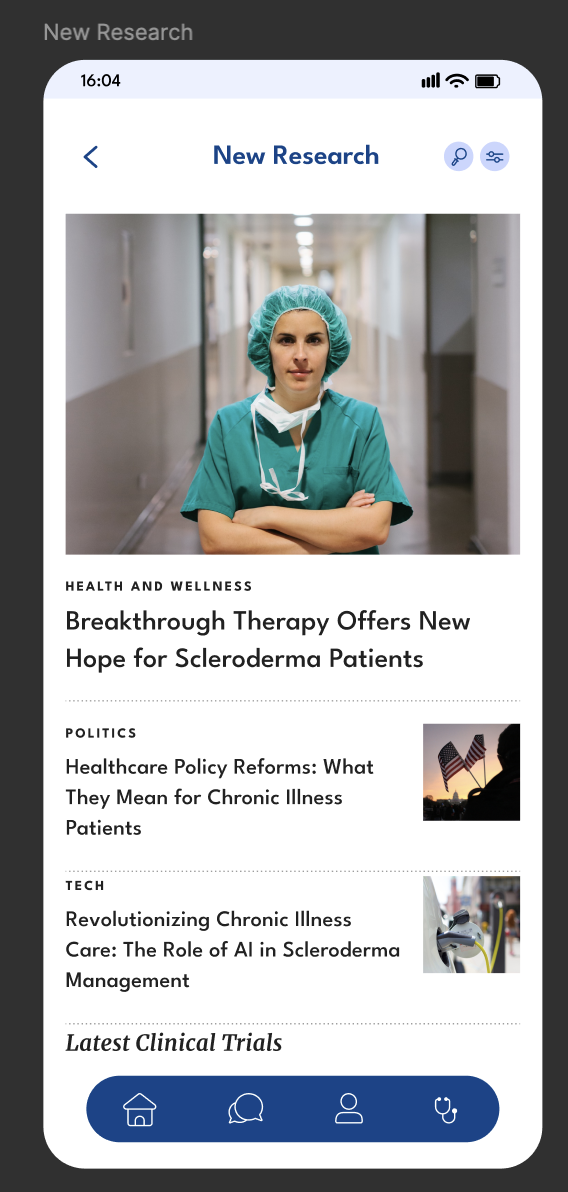 New Research
16:04
New Research
HEALTH AND WELLNESS
Breakthrough Therapy Offers New
Hope for Scleroderma Patients
POLITICS
Healthcare Policy Reforms: What
They Mean for Chronic Illness
Patients
TECH
Revolutionizing Chronic Illness
Care: The Role of AI in Scleroderma
Management
Latest Clinical Trials